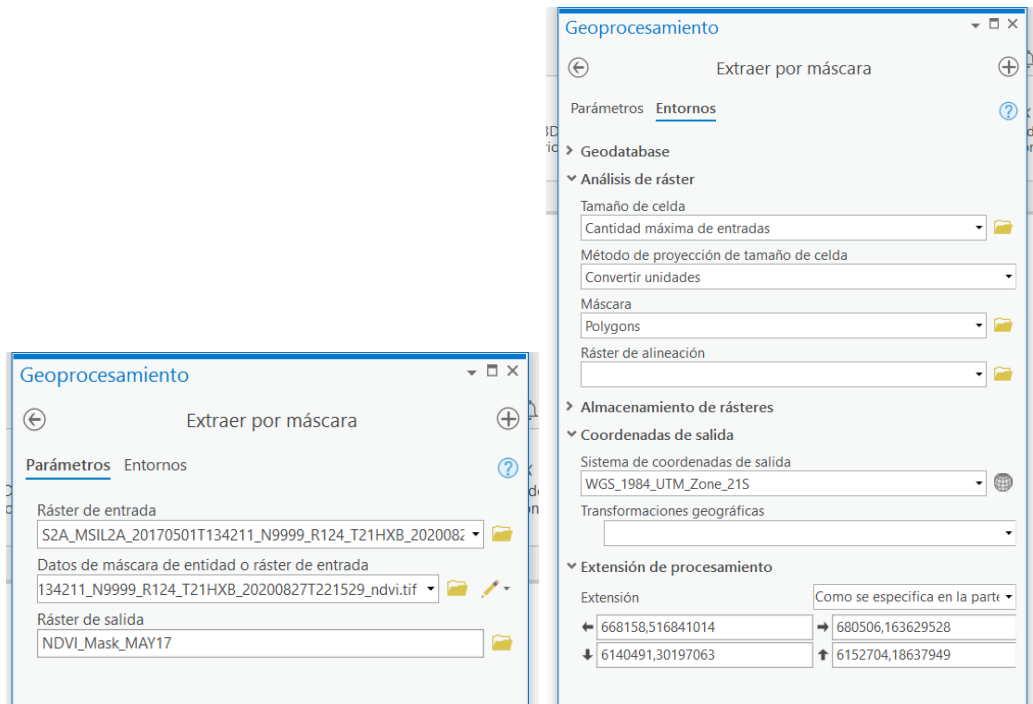 Geoprocesamiento
Extraer por máscara
Parámetros Entornos
Ráster de entrada
S2A_MSIL2A_20170501T134211_N9999_R124_T21HXB_202008
Datos de máscara de entidad o ráster de entrada
134211_N9999_R124_T21HXB_20200827T221529_ndvi.tif
Ráster de salida
NDVI_Mask_MAY17
Geoprocesamiento
Extraer por máscara
Parámetros Entornos
Geodatabase
Análisis de ráster
Tamaño de celda
Cantidad máxima de entradas
Método de proyección de tamaño de celda
Convertir unidades
Máscara
Polygons
Ráster de alineación
Almacenamiento de rásteres
Coordenadas de salida
Sistema de coordenadas de salida
WGS_1984_UTM_Zone_21S
Transformaciones geográficas
Extensión de procesamiento
Extensión Como se especifica en la parte
668158,516841014 680506,163629528
6140491,30197063 6152704,18637949